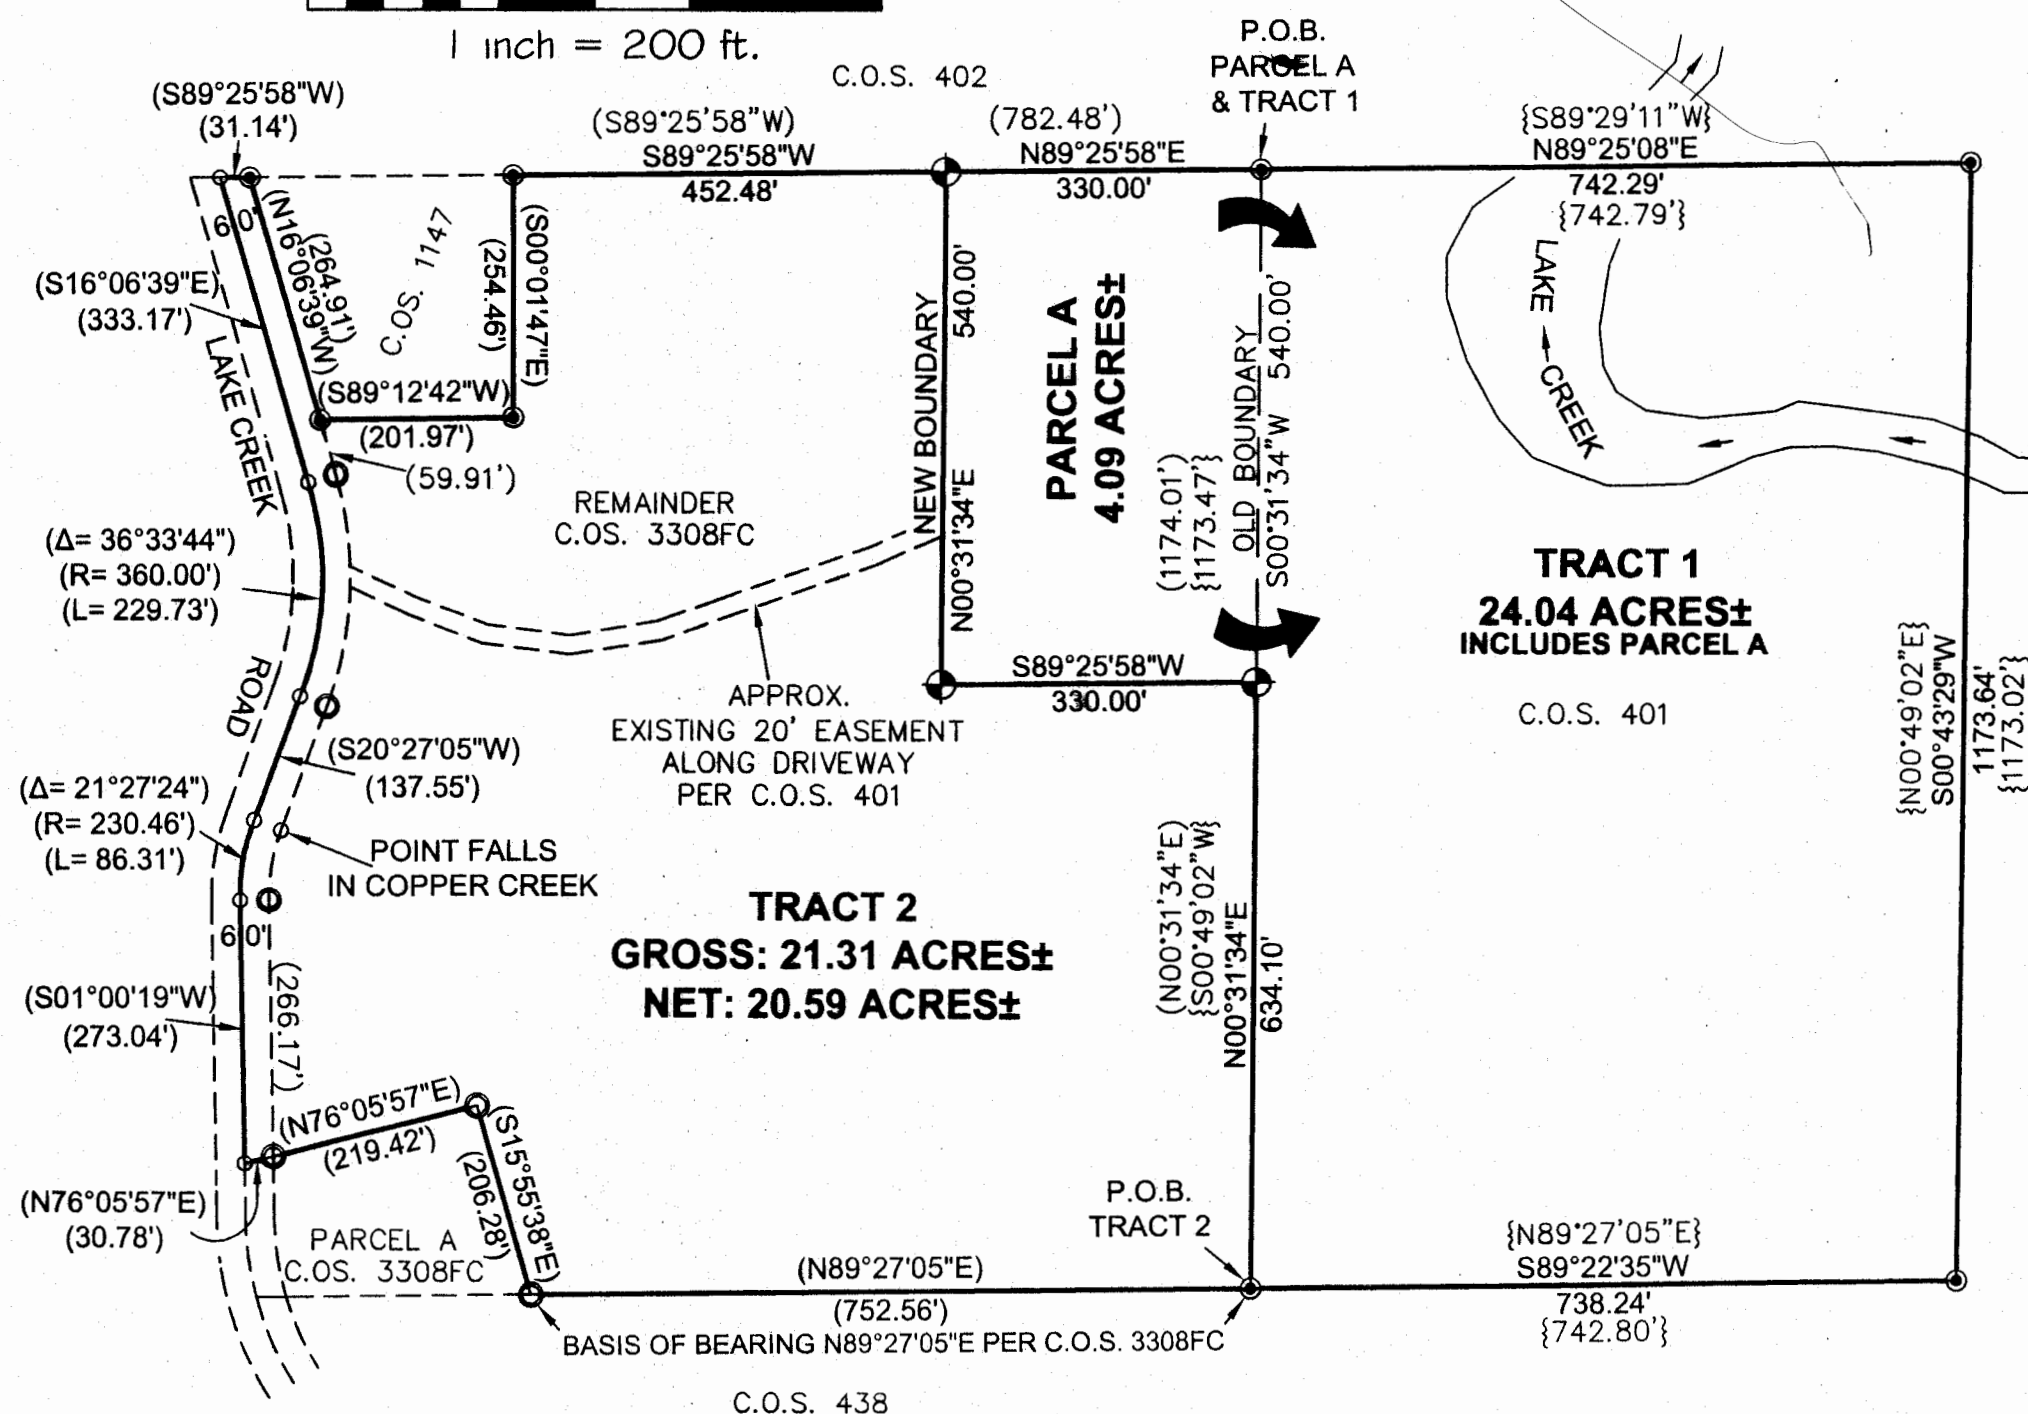 1 inch = 200 ft.
C.O.S. 402
P.O.B.
PARCEL A
& TRACT 1
(S89°25'58"W)
(31.14')
(S89°25'58"W)
S89°25'58"W
452.48'
(782.48')
N89°25'58"E
330.00'
{S89°29'11"W}
N89°25'08"E
742.29'
{742.79'}
60'
(N16°06'39"W)
(264.91')
C.O.S. 1147
(S00°01'47"E)
(254.46')
(S16°06'39"E)
(333.17')
LAKE CREEK
ROAD
(S89°12'42"W)
(201.97')
(59.91')
REMAINDER
C.O.S. 3308FC
NEW BOUNDARY
540.00'
N00°31'34"E
PARCEL A
4.09 ACRES±
(1174.01')
{1173.47'}
OLD BOUNDARY
S00°31'34"W 540.00'
LAKE
CREEK
(Δ= 36°33'44")
(R= 360.00')
(L= 229.73')
TRACT 1
24.04 ACRES±
INCLUDES PARCEL A
C.O.S. 401
{N00°49'02"E}
S00°43'29"W
1173.64'
{1173.02'}
S89°25'58"W
330.00'
APPROX.
EXISTING 20' EASEMENT
ALONG DRIVEWAY
PER C.O.S. 401
(S20°27'05"W)
(137.55')
(Δ= 21°27'24")
(R= 230.46')
(L= 86.31')
POINT FALLS
IN COPPER CREEK
TRACT 2
GROSS: 21.31 ACRES±
NET: 20.59 ACRES±
(N00°31'34"E)
{S00°49'02"W}
N00°31'34"E
634.10'
60'
(S01°00'19"W)
(273.04')
(266.17')
(N76°05'57"E)
(219.42')
(S15°55'38"E)
(206.28')
(N76°05'57"E)
(30.78')
PARCEL A
C.O.S. 3308FC
P.O.B.
TRACT 2
(N89°27'05"E)
(752.56')
{N89°27'05"E}
S89°22'35"W
738.24'
{742.80'}
BASIS OF BEARING N89°27'05"E PER C.O.S. 3308FC
C.O.S. 438